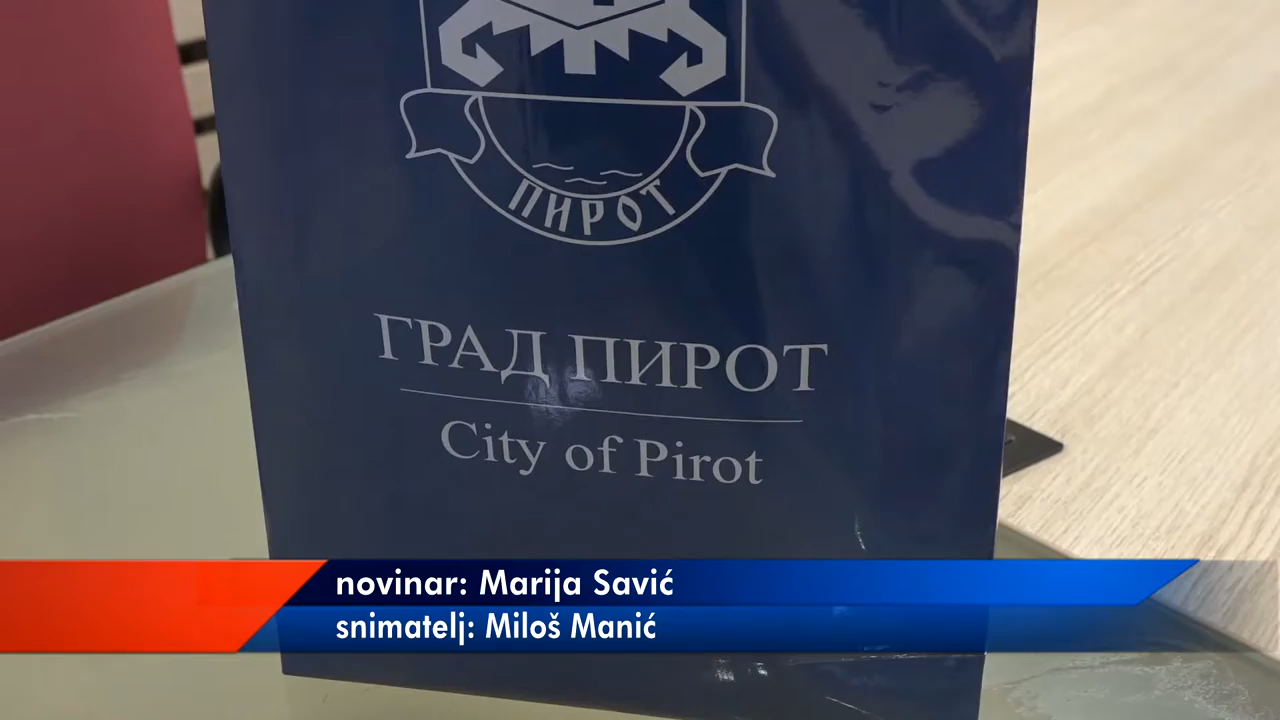 ПИРОТ
ГРАД ПИРОТ
City of Pirot
novinar: Marija Savić
snimatelj: Miloš Manić